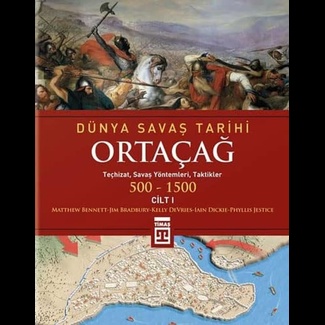 DÜNYA SAVAŞ TARİHİ
ORTAÇAĞ
Teçhizat, Savaş Yöntemleri, Taktikler
500 - 1500
CİLT I
MATTHEW BENNETT-JIM BRADBURY-KELLY DEVRIES-IAIN DICKIE-PHYLLIS JESTICE
TİMAŞ